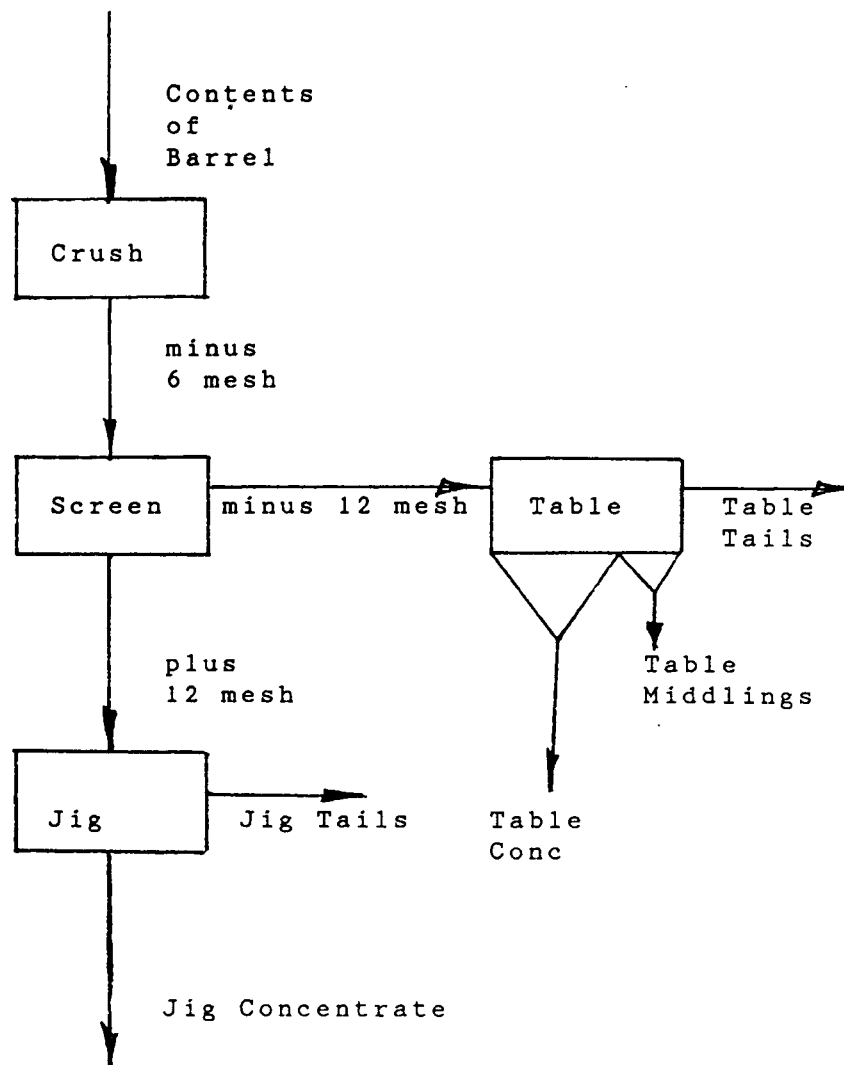 Contents
of
Barrel
Crush
minus
6 mesh
Screen
minus 12 mesh
Table
Table
Tails
plus
12 mesh
Table
Middlings
Jig
Jig Tails
Table
Conc
Jig Concentrate